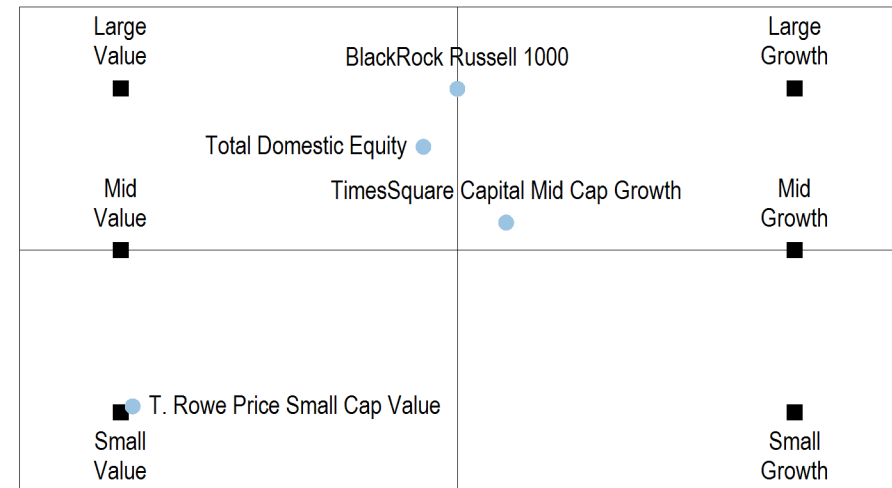 Large
Value
BlackRock Russell 1000
Large
Growth
Total Domestic Equity
Mid
Value
TimesSquare Capital Mid Cap Growth
Mid
Growth
T. Rowe Price Small Cap Value
Small
Value
Small
Growth